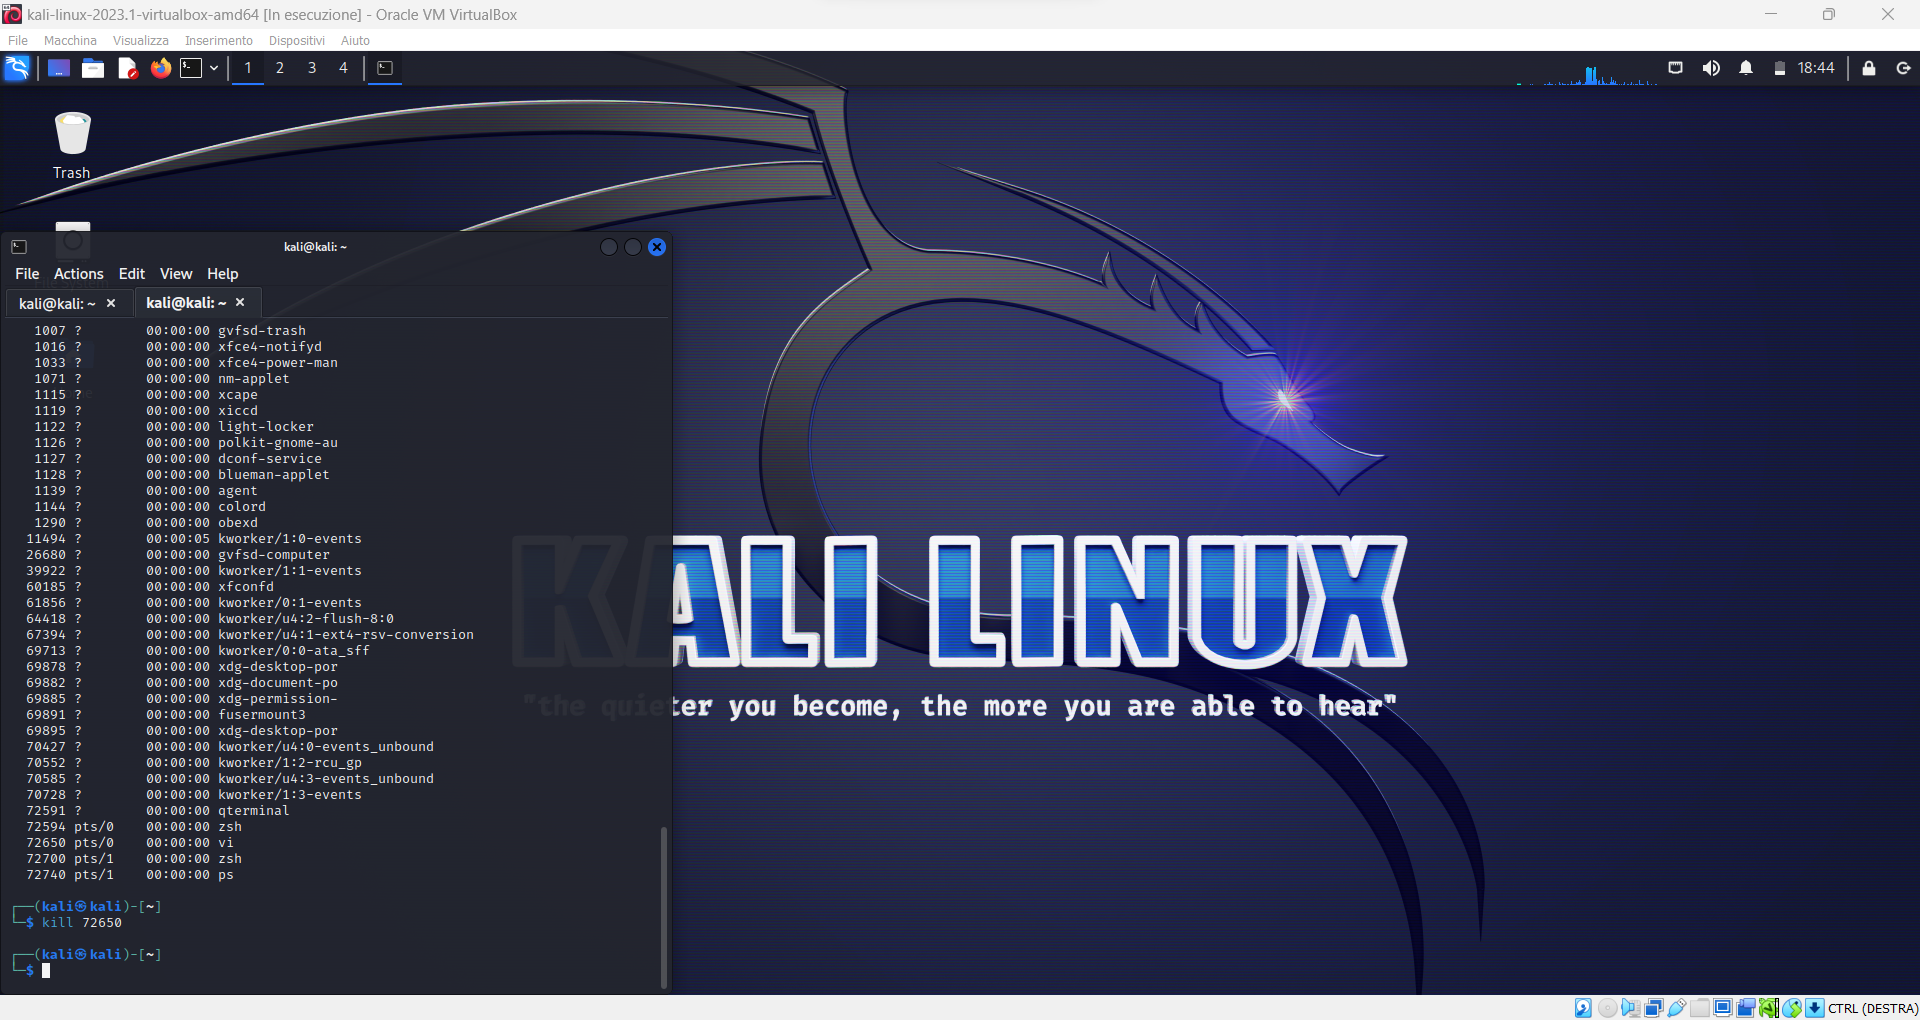 kali-linux-2023.1-virtualbox-amd64 [In esecuzione] - Oracle VM VirtualBox
File Macchina Visualizza Inserimento Dispositivi Aiuto
1 2 3 4 18:44
Trash
kali@kali: ~
File Actions Edit View Help
kali@kali: ~ × kali@kali: ~ ×
1007 ? 00:00:00 gvfsd-trash
1016 ? 00:00:00 xfce4-notifyd
1033 ? 00:00:00 xfce4-power-man
1071 ? 00:00:00 nm-applet
1115 ? 00:00:00 xcape
1119 ? 00:00:00 xiccd
1122 ? 00:00:00 light-locker
1126 ? 00:00:00 polkit-gnome-au
1127 ? 00:00:00 dconf-service
1128 ? 00:00:00 blueman-applet
1139 ? 00:00:00 agent
1144 ? 00:00:00 colord
1290 ? 00:00:00 obexd
11494 ? 00:00:05 kworker/1:0-events
26680 ? 00:00:00 gvfsd-computer
39922 ? 00:00:00 kworker/1:1-events
60185 ? 00:00:00 xfconfd
61856 ? 00:00:00 kworker/0:1-events
64418 ? 00:00:00 kworker/u4:2-flush-8:0
67394 ? 00:00:00 kworker/u4:1-ext4-rsv-conversion
69713 ? 00:00:00 kworker/0:0-ata_sff
69878 ? 00:00:00 xdg-desktop-por
69882 ? 00:00:00 xdg-document-po
69885 ? 00:00:00 xdg-permission-
69891 ? 00:00:00 fusermount3
69895 ? 00:00:00 xdg-desktop-por
70427 ? 00:00:00 kworker/u4:0-events_unbound
70552 ? 00:00:00 kworker/1:2-rcu_gp
70585 ? 00:00:00 kworker/u4:3-events_unbound
70728 ? 00:00:00 kworker/1:3-events
72591 ? 00:00:00 qterminal
72594 pts/0 00:00:00 zsh
72650 pts/0 00:00:00 vi
72700 pts/1 00:00:00 zsh
72740 pts/1 00:00:00 ps
┌──(kali㉿kali)-[~]
└─$ kill 72650
┌──(kali㉿kali)-[~]
└─$
KALI LINUX
"the quieter you become, the more you are able to hear"
CTRL (DESTRA)